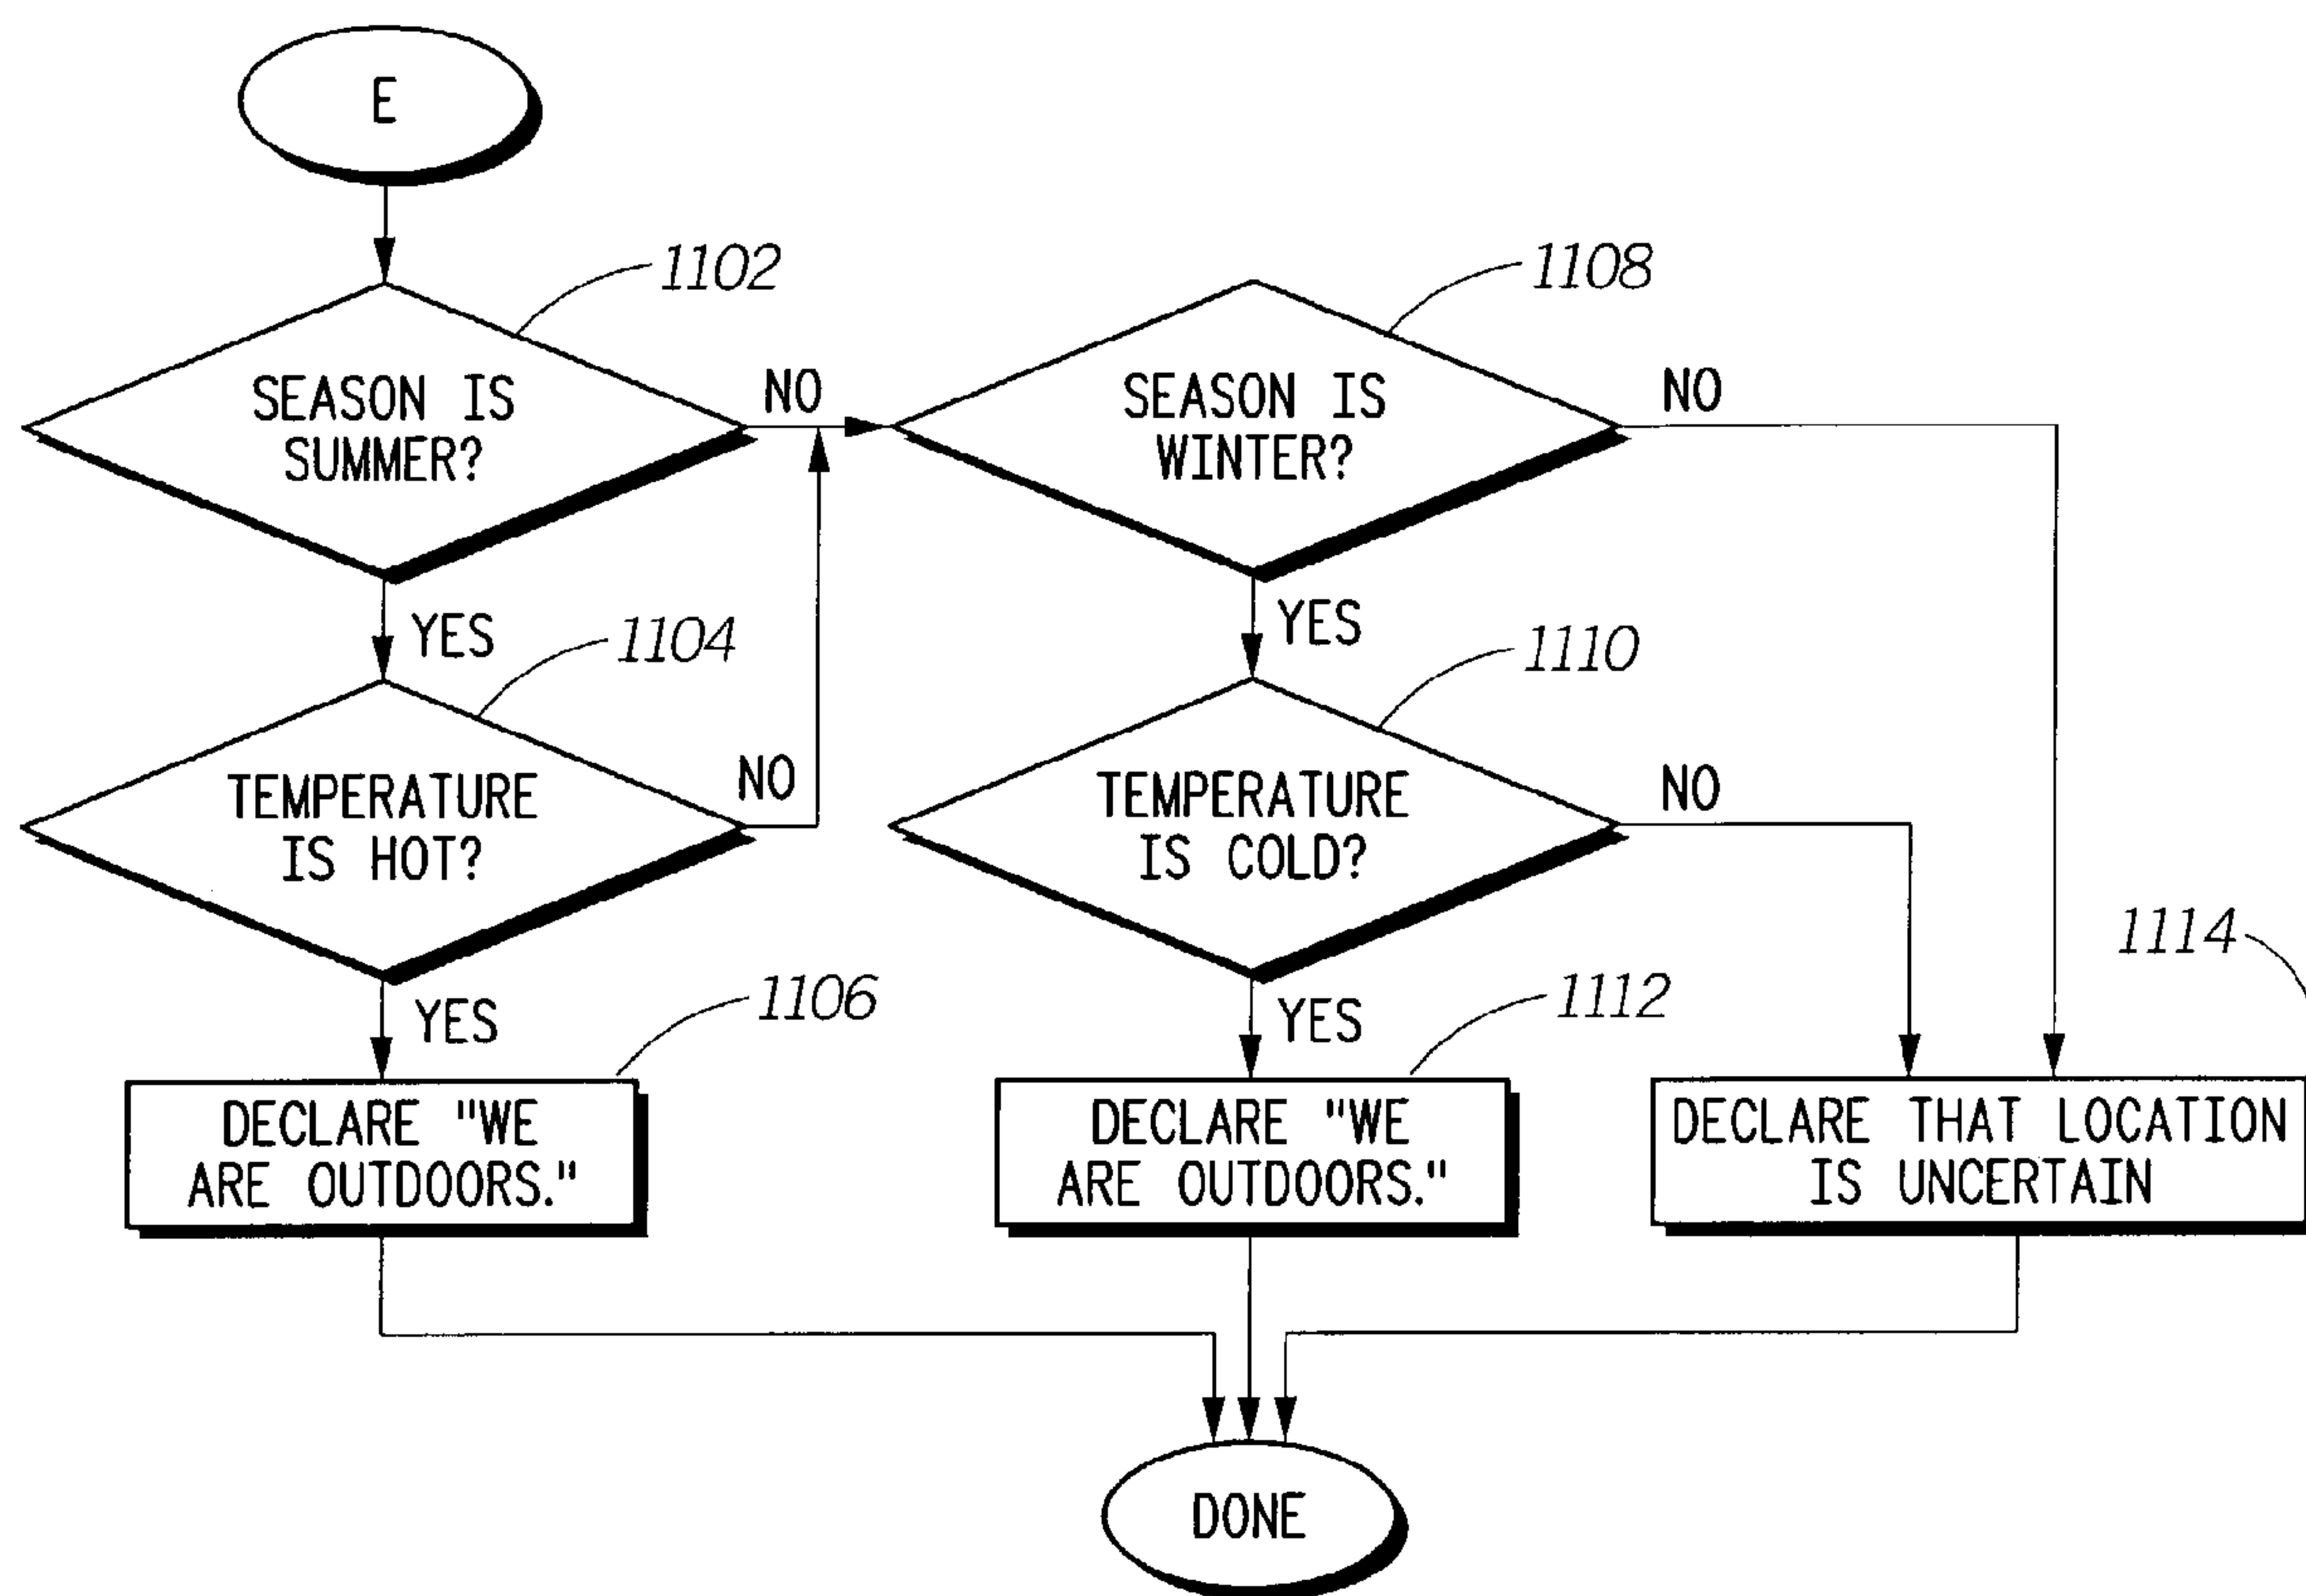 E
1102
1108
SEASON IS
SUMMER?
NO
SEASON IS
WINTER?
NO
YES
1104
YES
1110
TEMPERATURE
IS HOT?
NO
TEMPERATURE
IS COLD?
NO
1114
YES
1106
YES
1112
DECLARE "WE
ARE OUTDOORS."
DECLARE "WE
ARE OUTDOORS."
DECLARE THAT LOCATION
IS UNCERTAIN
DONE